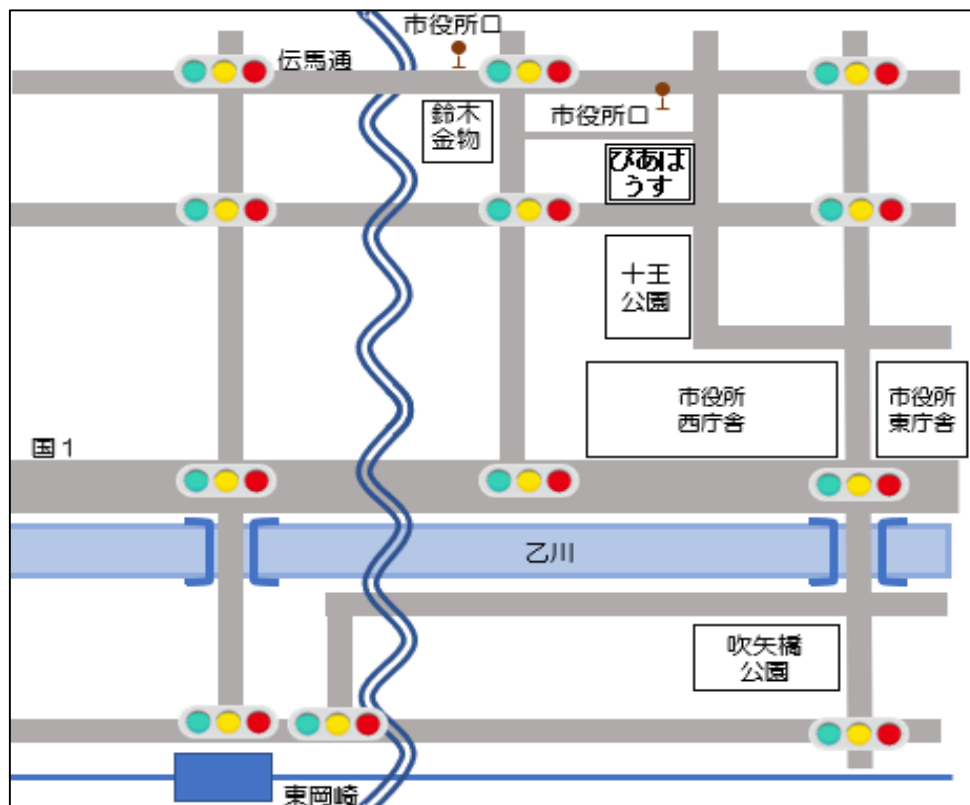 市役所口
伝馬通
鈴木
金物
市役所口
ぴあは
うす
十王
公園
市役所
西庁舎
市役所
東庁舎
国1
乙川
吹矢橋
公園
東岡崎